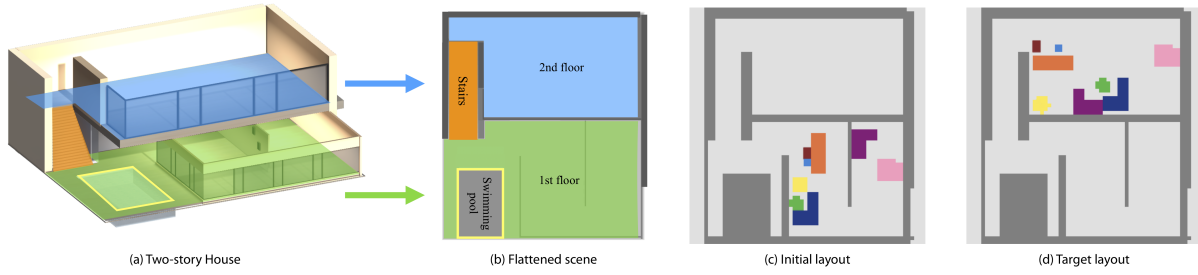 2nd floor
Stairs
1st floor
Swimming
pool
(a) Two-story House
(b) Flattened scene
(c) Initial layout
(d) Target layout